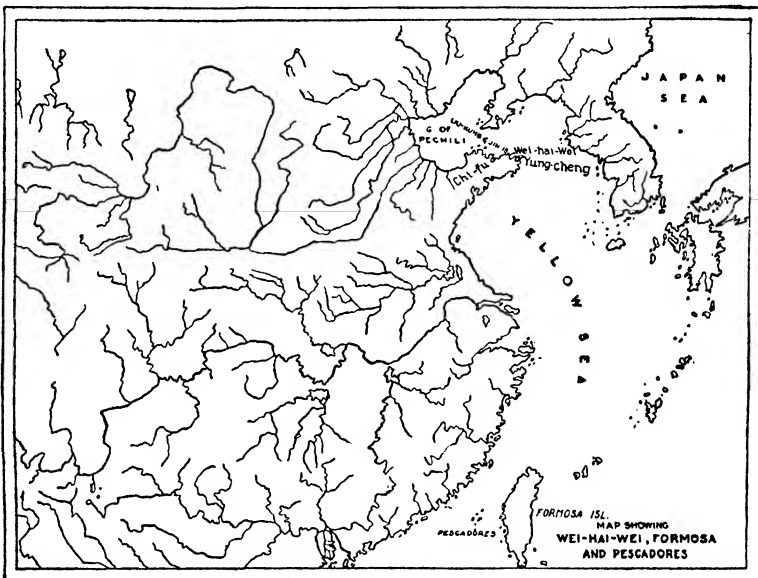 JAPAN
SEA
G OF
PECHILI
Wei-hai-Wei
Yung-cheng
Chi-fu
YELLOW SEA
FORMOSA ISL.
PESCADORES
MAP SHOWING
WEI-HAI-WEI, FORMOSA
AND PESCADORES